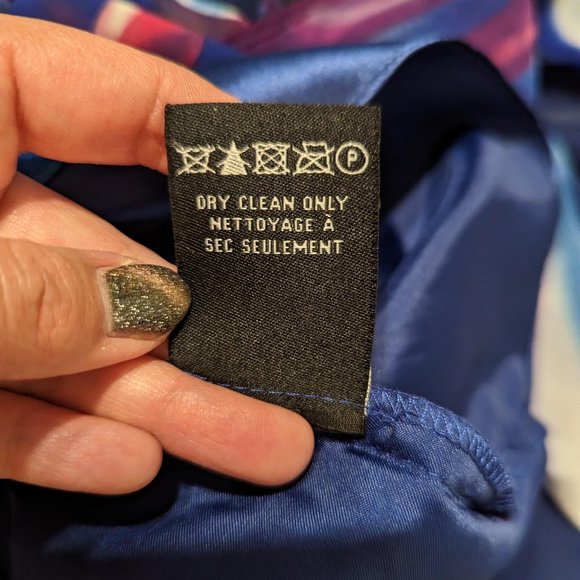 P
DRY CLEAN ONLY
NETTOYAGE À
SEC SEULEMENT